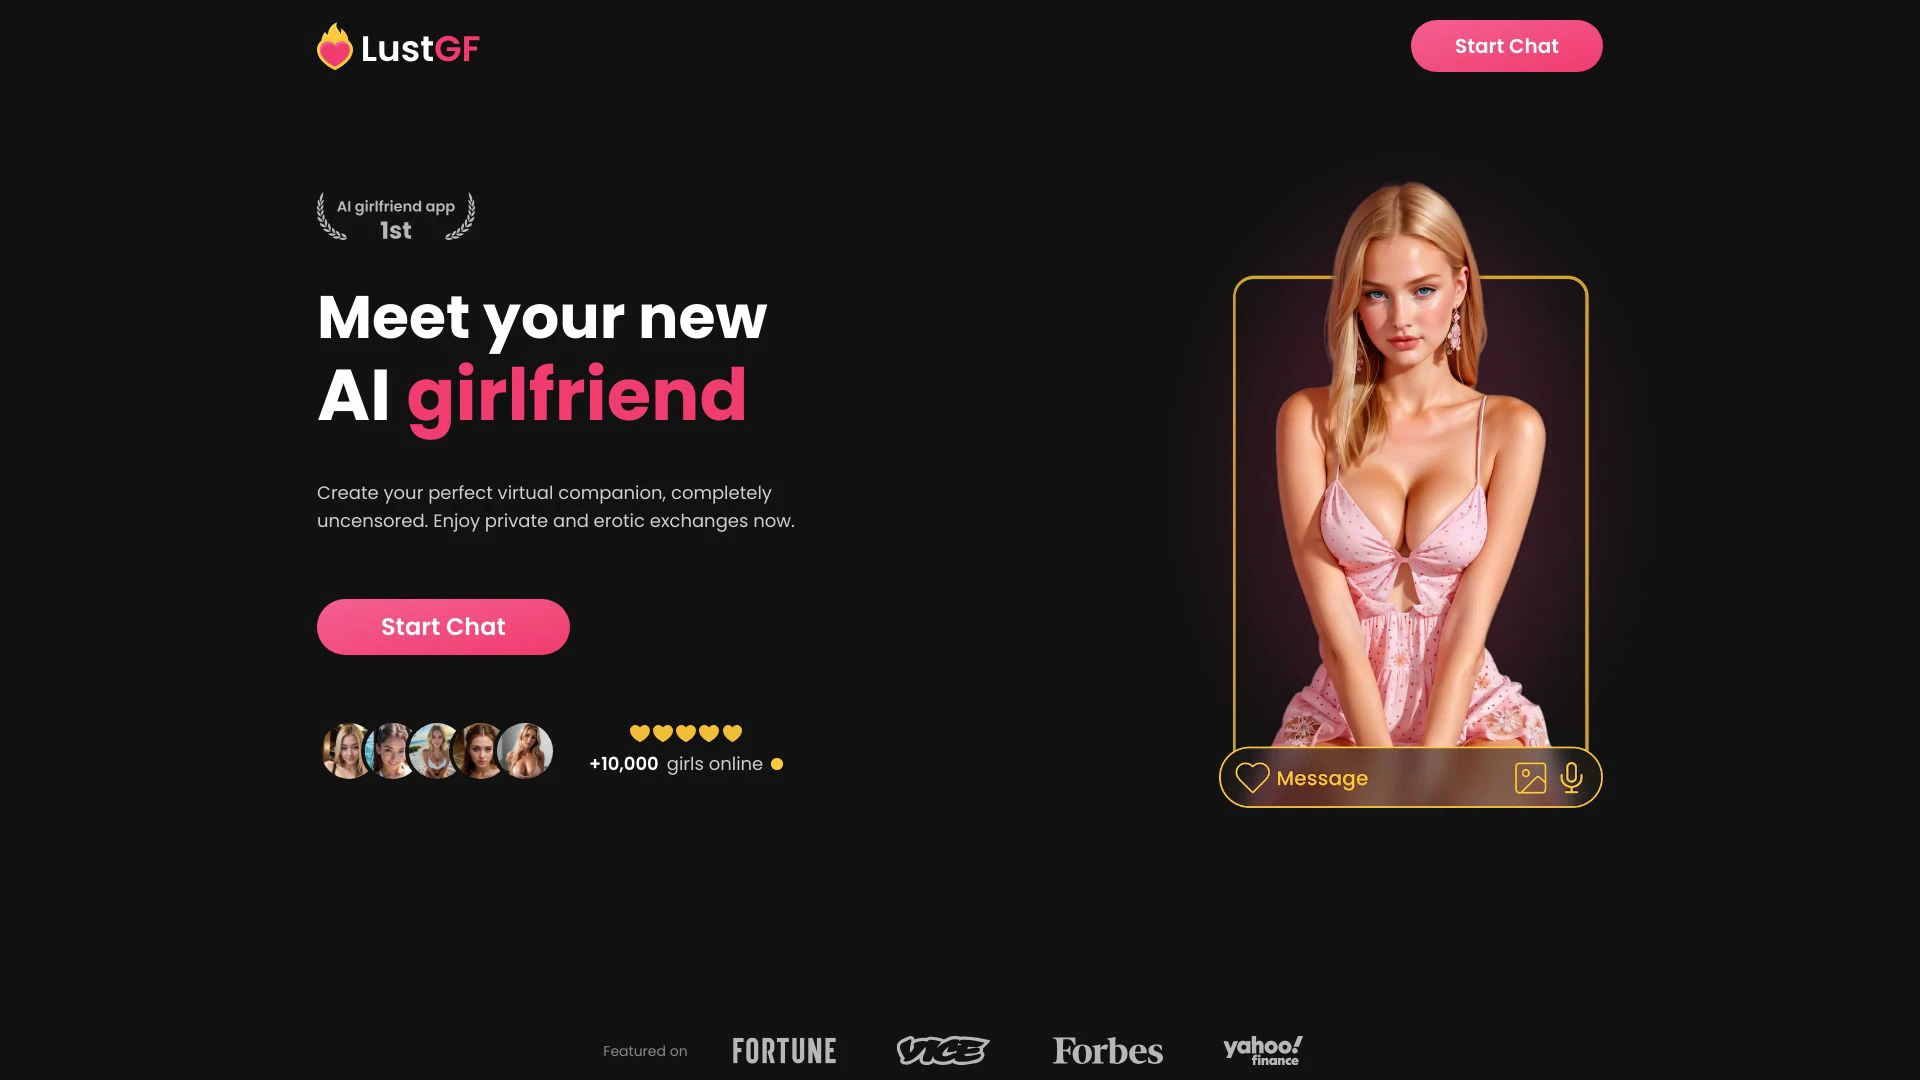 LustGF
Start Chat
AI girlfriend app
1st
Meet your new
AI girlfriend
Create your perfect virtual companion, completely
uncensored. Enjoy private and erotic exchanges now.
Start Chat
+10,000 girls online
Message
Featured on
FORTUNE
VICE
Forbes
yahoo!
finance